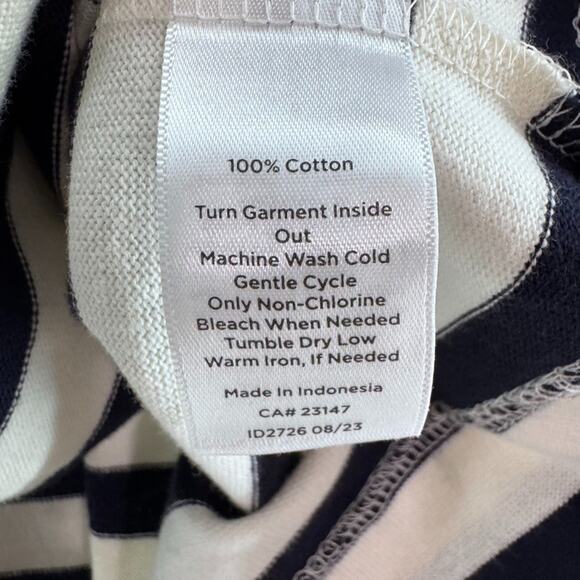 100% Cotton
Turn Garment Inside
Out
Machine Wash Cold
Gentle Cycle
Only Non-Chlorine
Bleach When Needed
Tumble Dry Low
Warm Iron, If Needed
Made In Indonesia
CA# 23147
ID2726 08/23